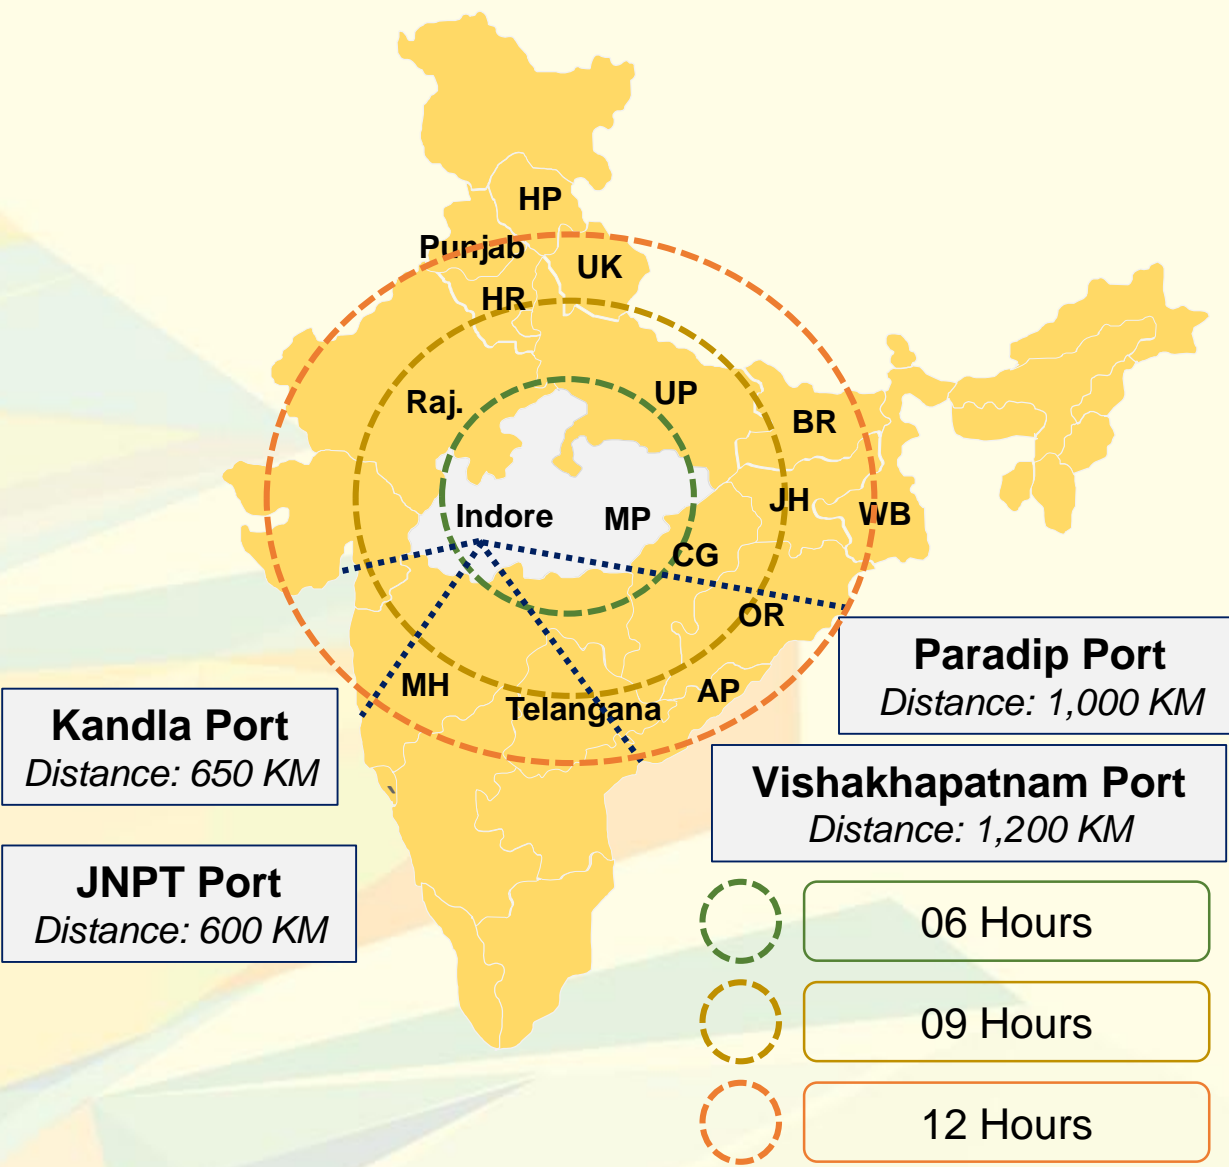 HP
Punjab
UK
HR
Raj.
UP
BR
JH
WB
Indore
MP
CG
OR
MH
AP
Telangana
Paradip Port
Distance: 1,000 KM
Kandla Port
Distance: 650 KM
Vishakhapatnam Port
Distance: 1,200 KM
JNPT Port
Distance: 600 KM
06 Hours
09 Hours
12 Hours